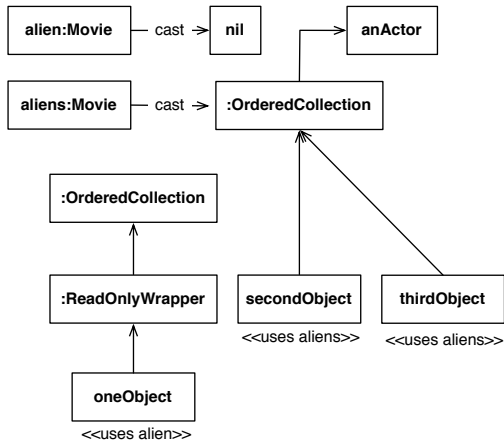 alien:Movie
cast
nil
anActor
aliens:Movie
cast
:OrderedCollection
:OrderedCollection
:ReadOnlyWrapper
secondObject
thirdObject
<<uses aliens>>
<<uses aliens>>
oneObject
<<uses alien>>